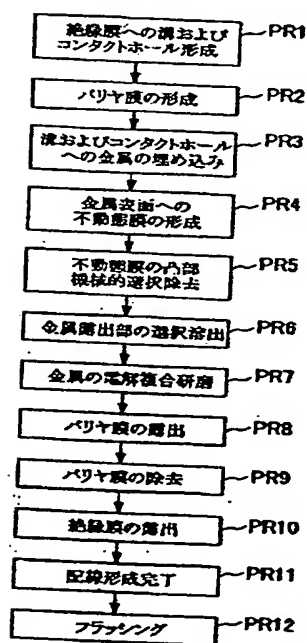 絶縁膜への溝および
コンタクトホール形成
PR1
バリヤ膜の形成
PR2
溝およびコンタクトホール
への金属の埋め込み
PR3
金属表面への
不動態膜の形成
PR4
不動態膜の凸部
機械的選択除去
PR5
金属露出部の選択溶出
PR6
金属の電解複合研磨
PR7
バリヤ膜の露出
PR8
バリヤ膜の除去
PR9
絶縁膜の露出
PR10
配線形成完了
PR11
フラッシング
PR12